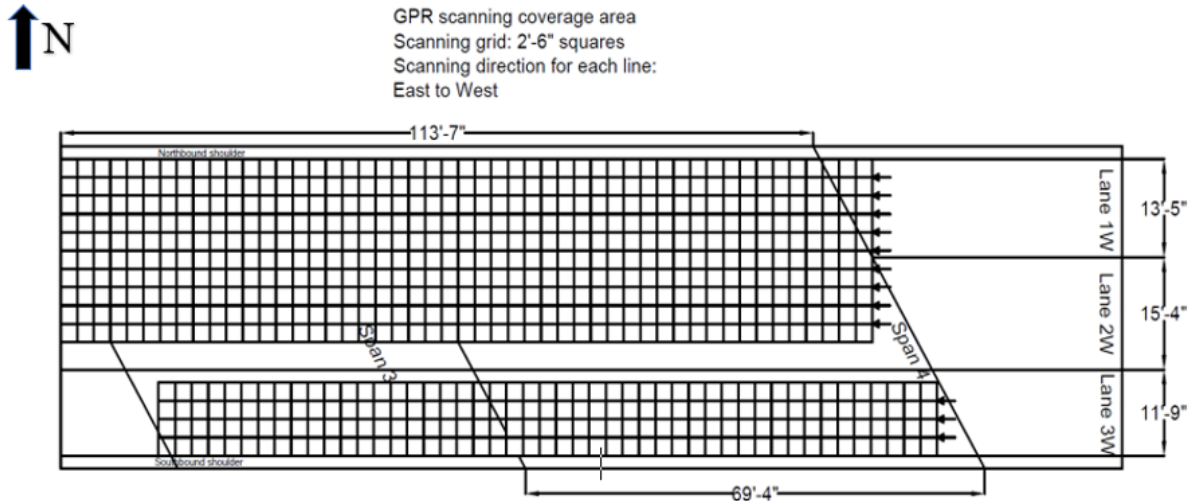 N
GPR scanning coverage area
Scanning grid: 2'-6" squares
Scanning direction for each line:
East to West
113'-7"
Northbound shoulder
Lane 1W
13'-5"
Lane 2W
15'-4"
Span 3
Span 4
Lane 3W
11'-9"
Southbound shoulder
69'-4"